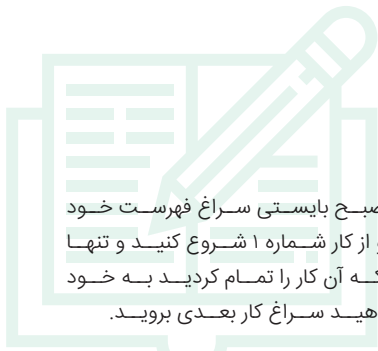 صبح بایستی سراغ فهرست خود
از کار شماره ۱ شروع کنید و تنها
که آن کار را تمام کردید به خود
هید سراغ کار بعدی بروید.